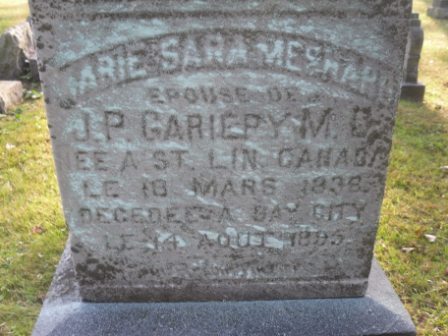 MARIE SARA MESNARD
EPOUSE DE
J.P. GARIEPY M.D.
NEE A ST. LIN. CANADA
LE 18 MARS 1838
DECEDEE A BAY CITY
LE 14 AOUT 1895